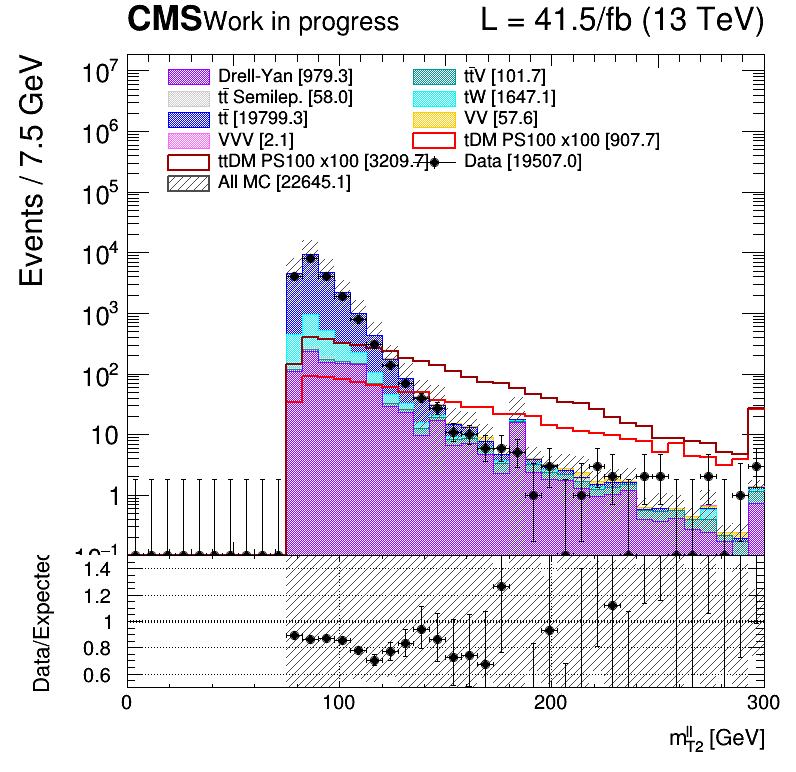 CMS Work in progress L = 41.5/fb (13 TeV)
Events / 7.5 GeV
10⁷
10⁶
10⁵
10⁴
10³
10²
10
1
10⁻¹
Drell-Yan [979.3] tt̄V [101.7]
tt̄ Semilep. [58.0] tW [1647.1]
tt̄ [19799.3] VV [57.6]
VVV [2.1] tDM PS100 x100 [907.7]
ttDM PS100 x100 [3209.7] Data [19507.0]
All MC [22645.1]
Data/Expected
1.4
1.2
1
0.8
0.6
0 100 200 300
m_{T2}^{ll} [GeV]